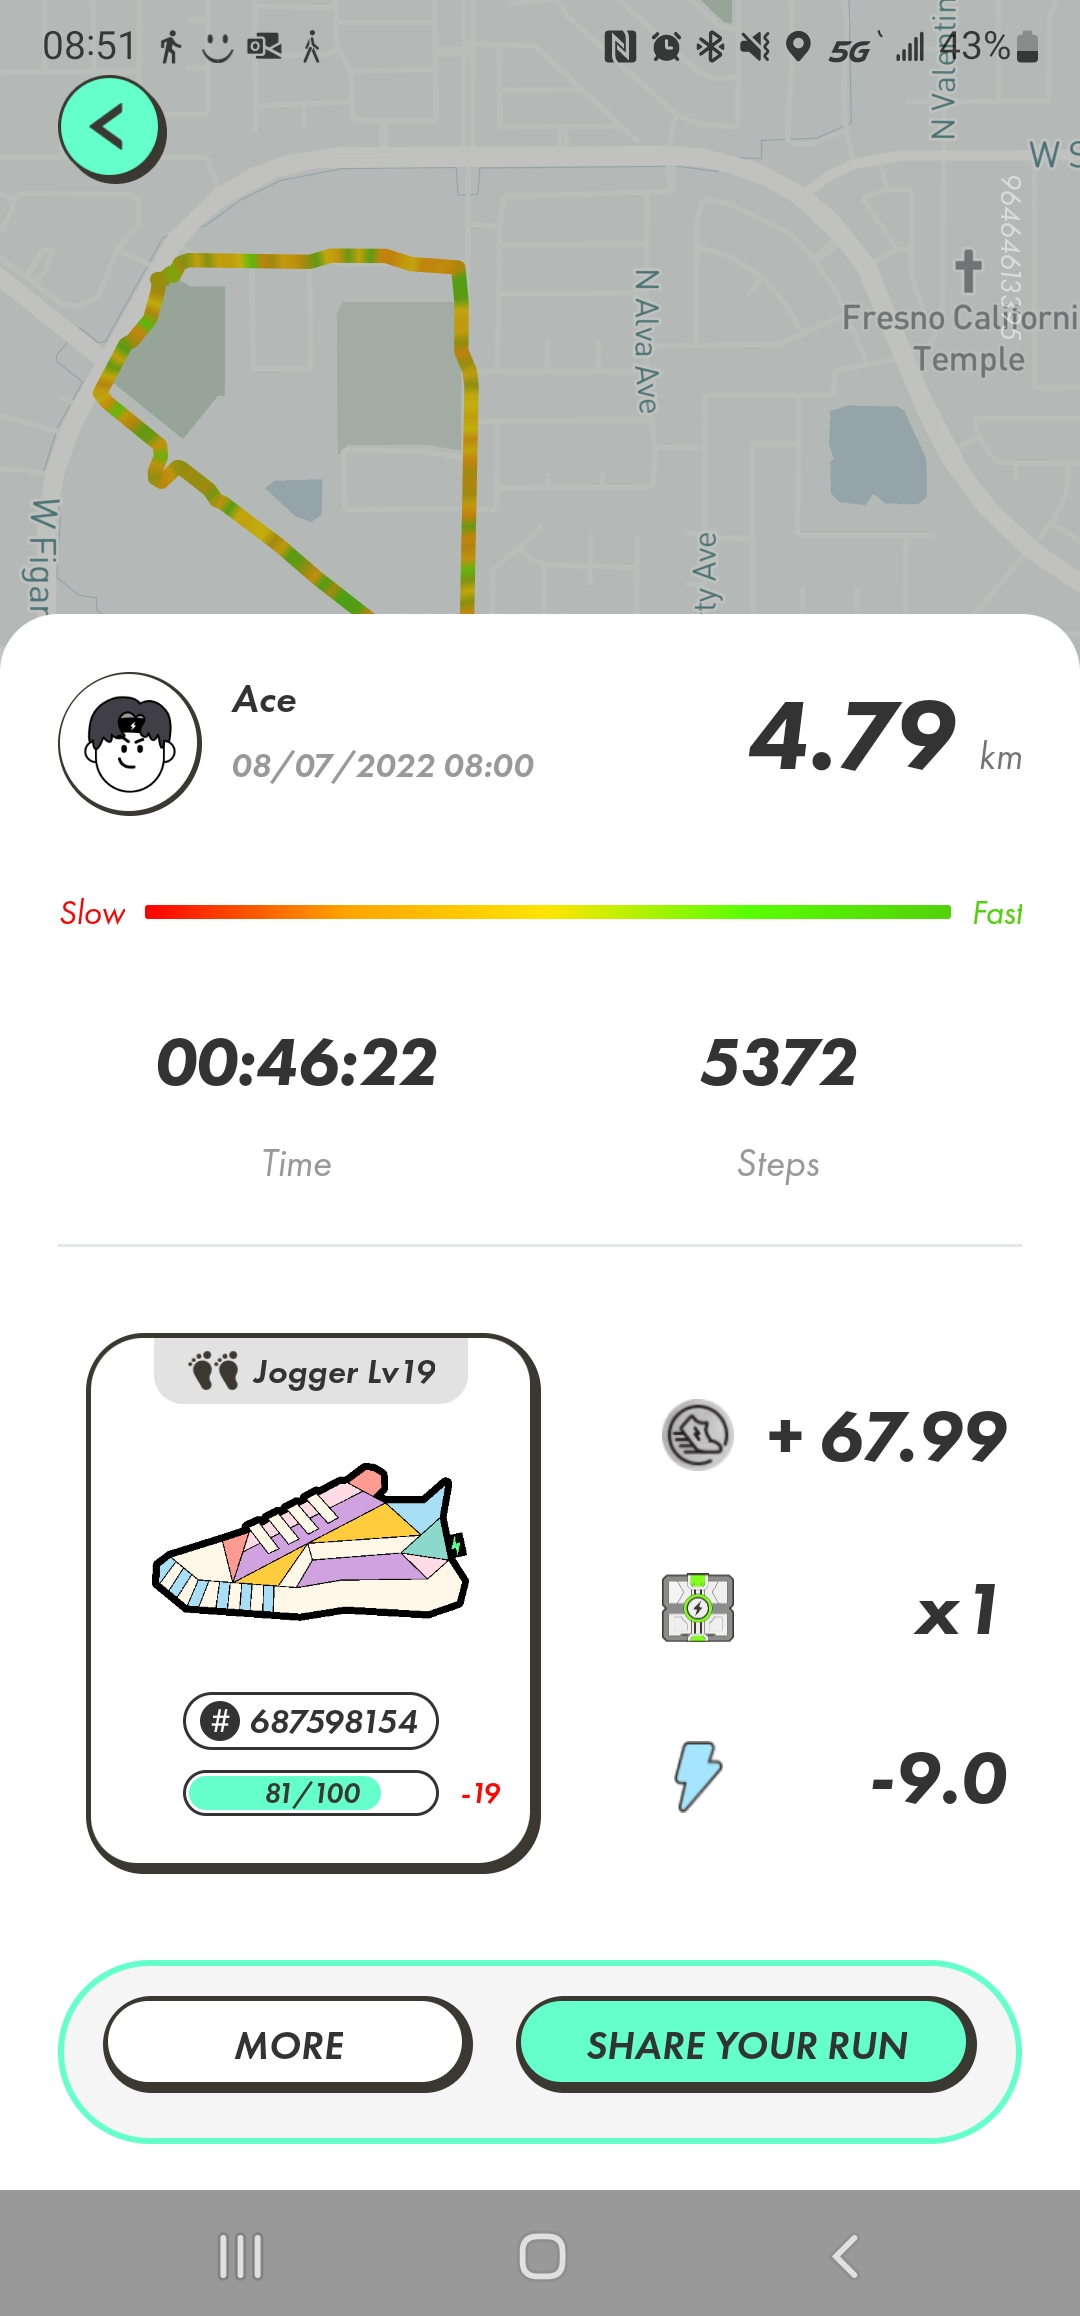 08:51
5G
43%
N Valentin
W S
9646461339
N Alva Ave
Fresno Californi
Temple
W Figar
ty Ave
Ace
08/07/2022 08:00
4.79 km
Slow
Fast
00:46:22
5372
Time
Steps
Jogger Lv19
+ 67.99
x1
# 687598154
81/100
-19
-9.0
MORE
SHARE YOUR RUN